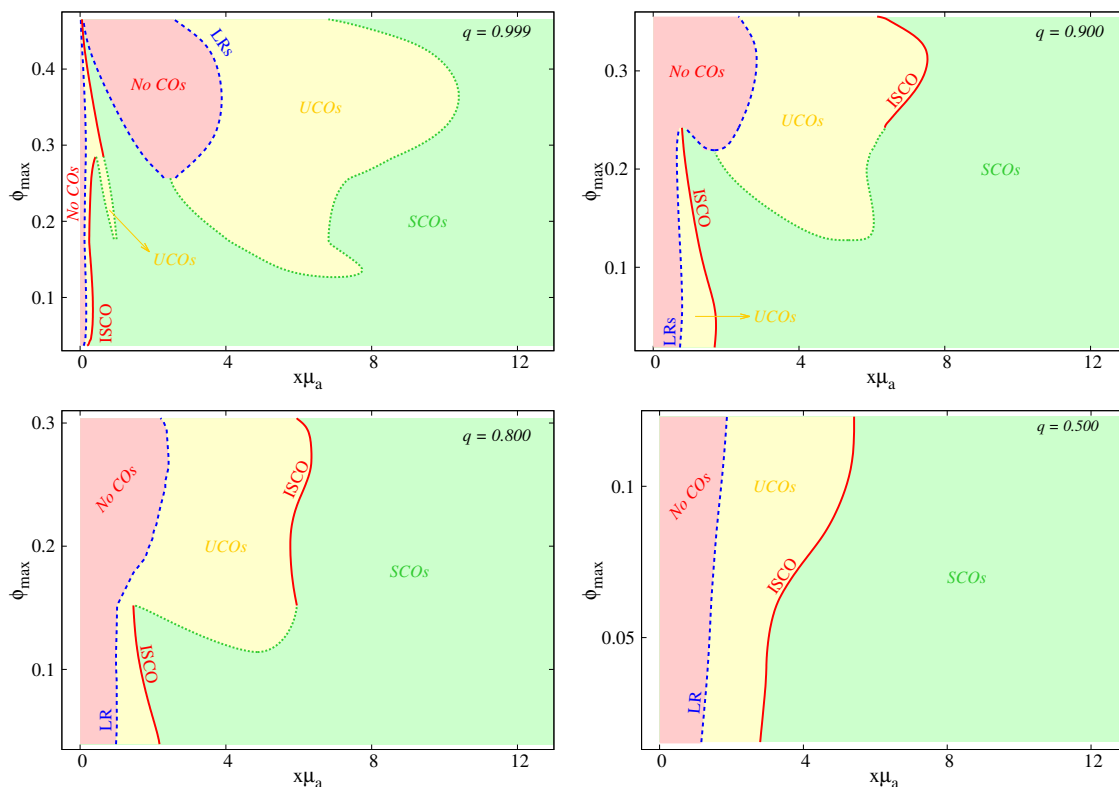 q = 0.999
LRs
No COs
UCOs
No COs
SCOs
UCOs
ISCO
ϕmax
0.4
0.3
0.2
0.1
0 4 8 12
xμa
q = 0.900
No COs
ISCO
UCOs
SCOs
ISCO
UCOs
LRs
ϕmax
0.3
0.2
0.1
0 4 8 12
xμa
q = 0.800
No COs
ISCO
UCOs
SCOs
ISCO
LR
ϕmax
0.3
0.2
0.1
0 4 8 12
xμa
q = 0.500
No COs
UCOs
ISCO
SCOs
LR
ϕmax
0.1
0.05
0 4 8 12
xμa